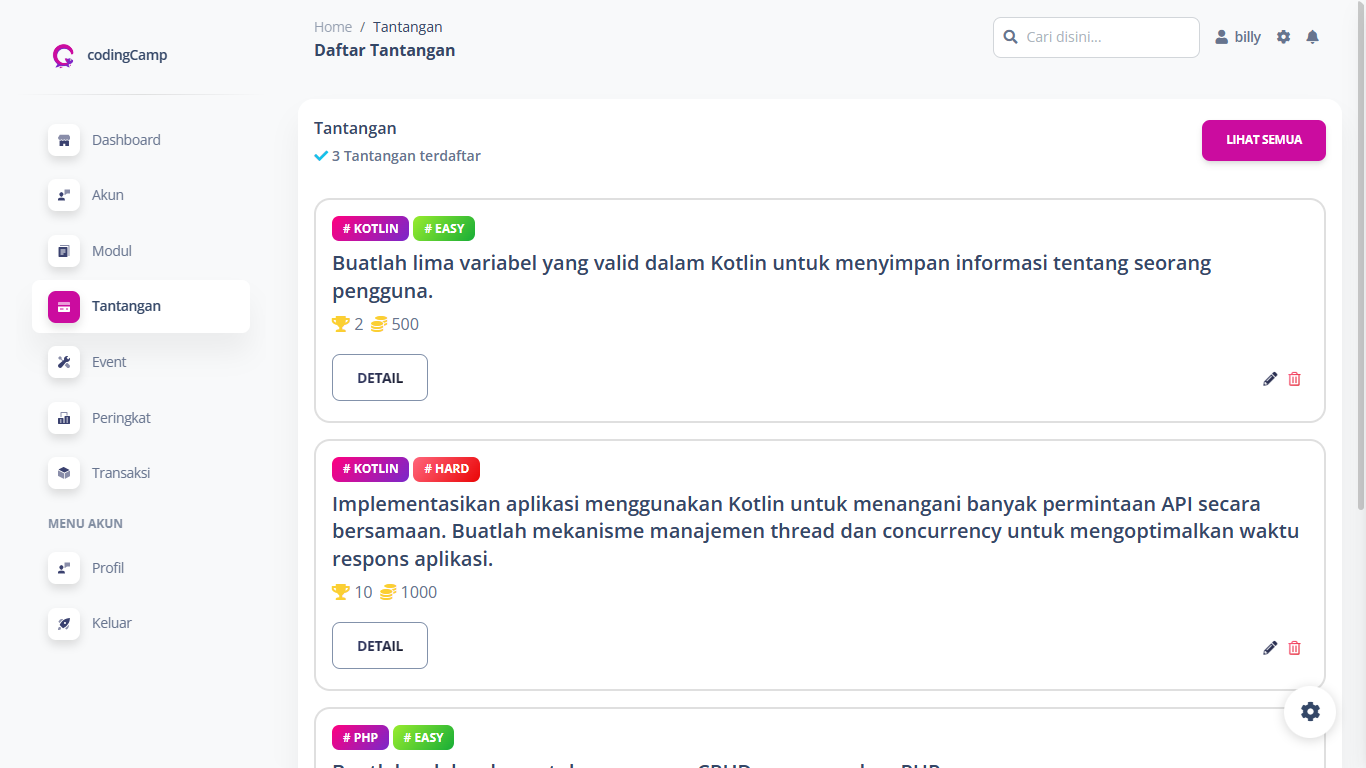 codingCamp
Dashboard
Akun
Modul
Tantangan
Event
Peringkat
Transaksi
MENU AKUN
Profil
Keluar
Home / Tantangan
Daftar Tantangan
Cari disini...
billy
Tantangan
3 Tantangan terdaftar
LIHAT SEMUA
# KOTLIN # EASY
Buatlah lima variabel yang valid dalam Kotlin untuk menyimpan informasi tentang seorang
pengguna.
2 500
DETAIL
# KOTLIN # HARD
Implementasikan aplikasi menggunakan Kotlin untuk menangani banyak permintaan API secara
bersamaan. Buatlah mekanisme manajemen thread dan concurrency untuk mengoptimalkan waktu
respons aplikasi.
10 1000
DETAIL
# PHP # EASY